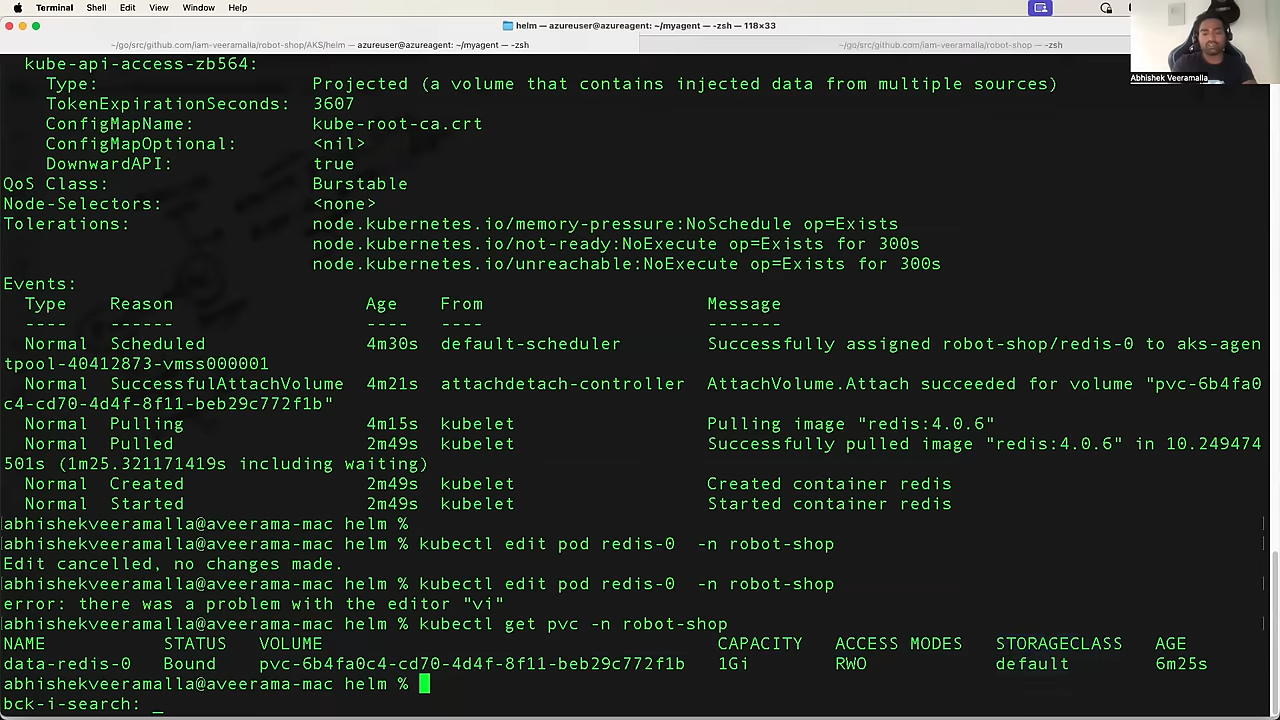 Terminal Shell Edit View Window Help
helm — azureuser@azureagent: ~/myagent — -zsh — 118×33
~/go/src/github.com/iam-veeramalla/robot-shop/AKS/helm — azureuser@azureagent: ~/myagent — -zsh
~/go/src/github.com/iam-veeramalla/robot-shop — -zsh
Abhishek Veeramalla
kube-api-access-zb564:
Type: Projected (a volume that contains injected data from multiple sources)
TokenExpirationSeconds: 3607
ConfigMapName: kube-root-ca.crt
ConfigMapOptional: <nil>
DownwardAPI: true
QoS Class: Burstable
Node-Selectors: <none>
Tolerations: node.kubernetes.io/memory-pressure:NoSchedule op=Exists
node.kubernetes.io/not-ready:NoExecute op=Exists for 300s
node.kubernetes.io/unreachable:NoExecute op=Exists for 300s
Events:
Type Reason Age From Message
---- ------ ---- ---- -------
Normal Scheduled 4m30s default-scheduler Successfully assigned robot-shop/redis-0 to aks-agen
tpool-40412873-vmss000001
Normal SuccessfulAttachVolume 4m21s attachdetach-controller AttachVolume.Attach succeeded for volume "pvc-6b4fa0
c4-cd70-4d4f-8f11-beb29c772f1b"
Normal Pulling 4m15s kubelet Pulling image "redis:4.0.6"
Normal Pulled 2m49s kubelet Successfully pulled image "redis:4.0.6" in 10.249474
501s (1m25.321171419s including waiting)
Normal Created 2m49s kubelet Created container redis
Normal Started 2m49s kubelet Started container redis
abhishekveeramalla@aveerama-mac helm %
abhishekveeramalla@aveerama-mac helm % kubectl edit pod redis-0 -n robot-shop
Edit cancelled, no changes made.
abhishekveeramalla@aveerama-mac helm % kubectl edit pod redis-0 -n robot-shop
error: there was a problem with the editor "vi"
abhishekveeramalla@aveerama-mac helm % kubectl get pvc -n robot-shop
NAME STATUS VOLUME CAPACITY ACCESS MODES STORAGECLASS AGE
data-redis-0 Bound pvc-6b4fa0c4-cd70-4d4f-8f11-beb29c772f1b 1Gi RWO default 6m25s
abhishekveeramalla@aveerama-mac helm %
bck-i-search: _